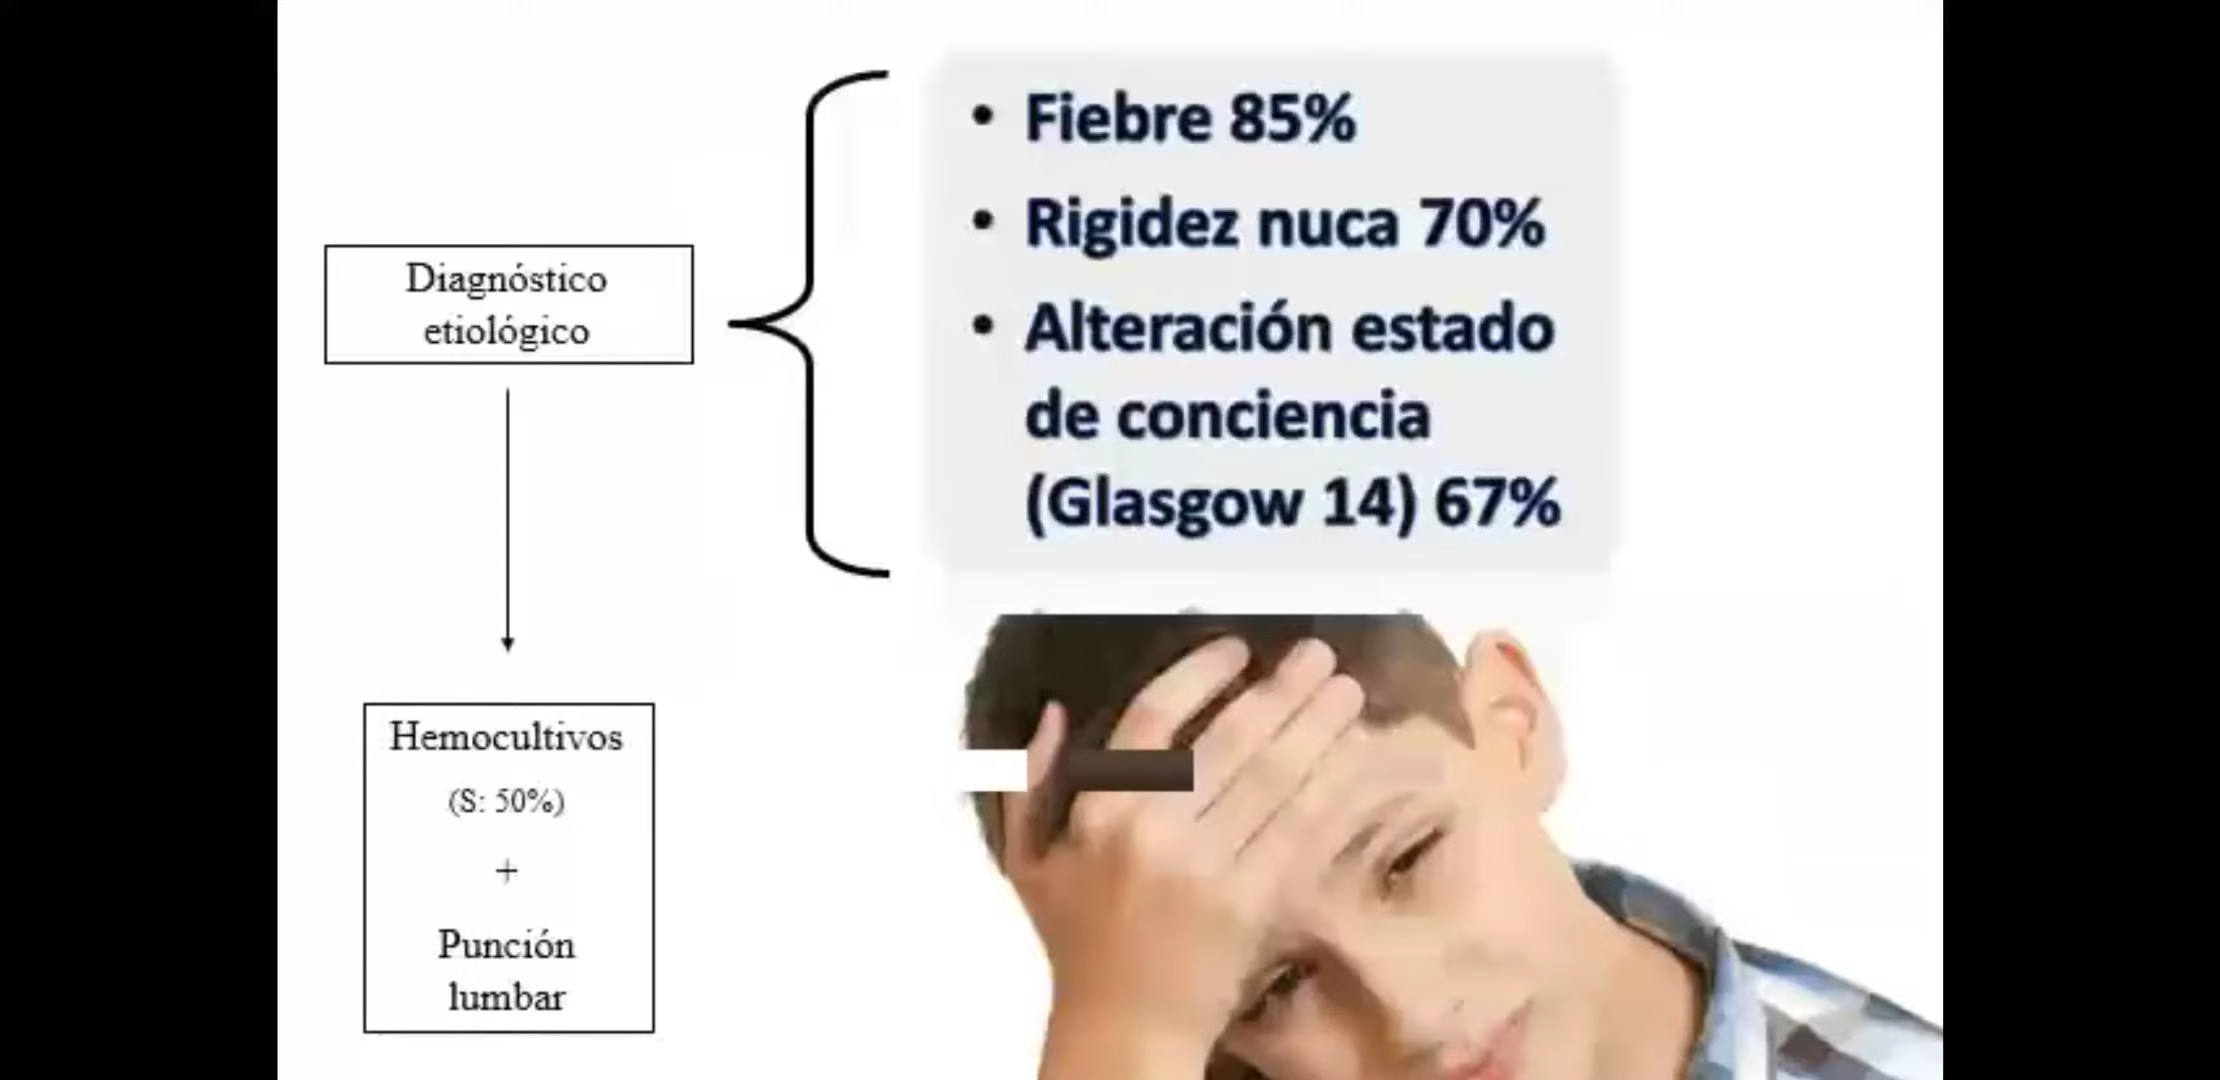 Diagnóstico
etiológico
• Fiebre 85%
• Rigidez nuca 70%
• Alteración estado
de conciencia
(Glasgow 14) 67%
Hemocultivos
(S: 50%)
+
Punción
lumbar